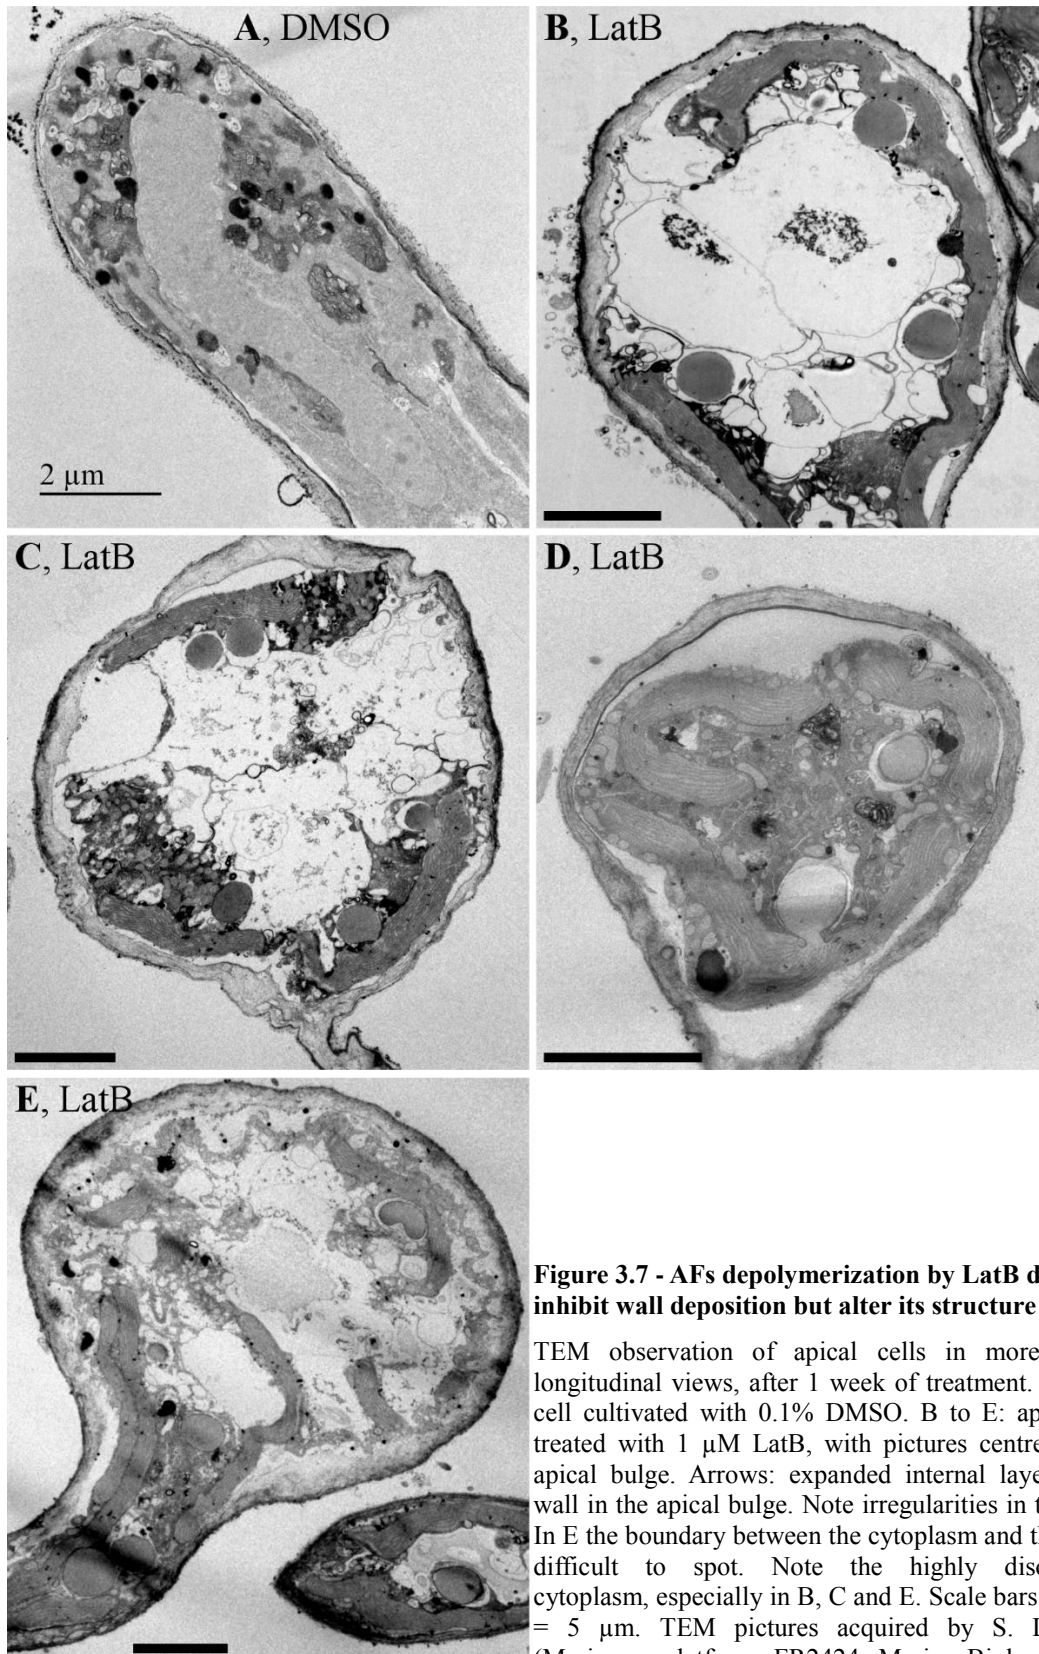 A, DMSO
B, LatB
2 µm
C, LatB
D, LatB
E, LatB
Figure 3.7 - AFs depolymerization by LatB d
inhibit wall deposition but alter its structure
TEM observation of apical cells in more
longitudinal views, after 1 week of treatment.
cell cultivated with 0.1% DMSO. B to E: ap
treated with 1 µM LatB, with pictures centre
apical bulge. Arrows: expanded internal laye
wall in the apical bulge. Note irregularities in t
In E the boundary between the cytoplasm and th
difficult to spot. Note the highly diso
cytoplasm, especially in B, C and E. Scale bars
= 5 µm. TEM pictures acquired by S. L